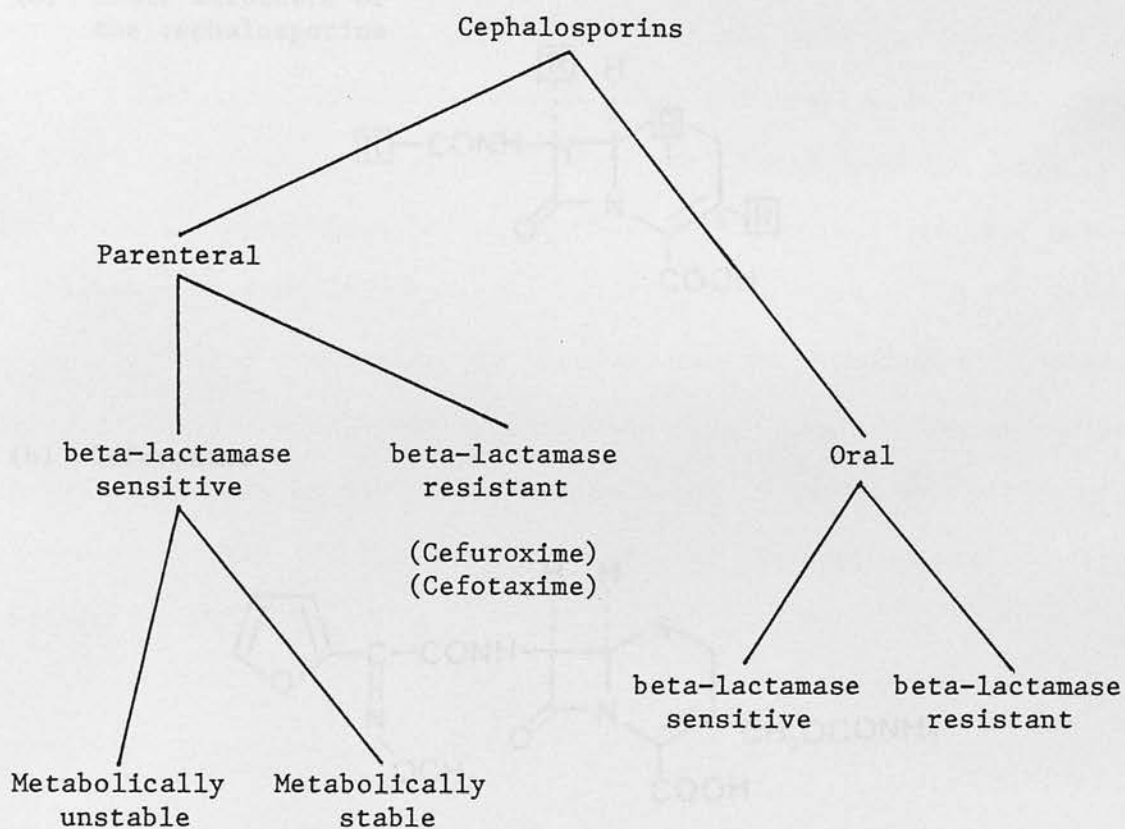 Cephalosporins
Parenteral
beta-lactamase
sensitive
beta-lactamase
resistant
Oral
(Cefuroxime)
(Cefotaxime)
beta-lactamase
sensitive
beta-lactamase
resistant
Metabolically
unstable
Metabolically
stable